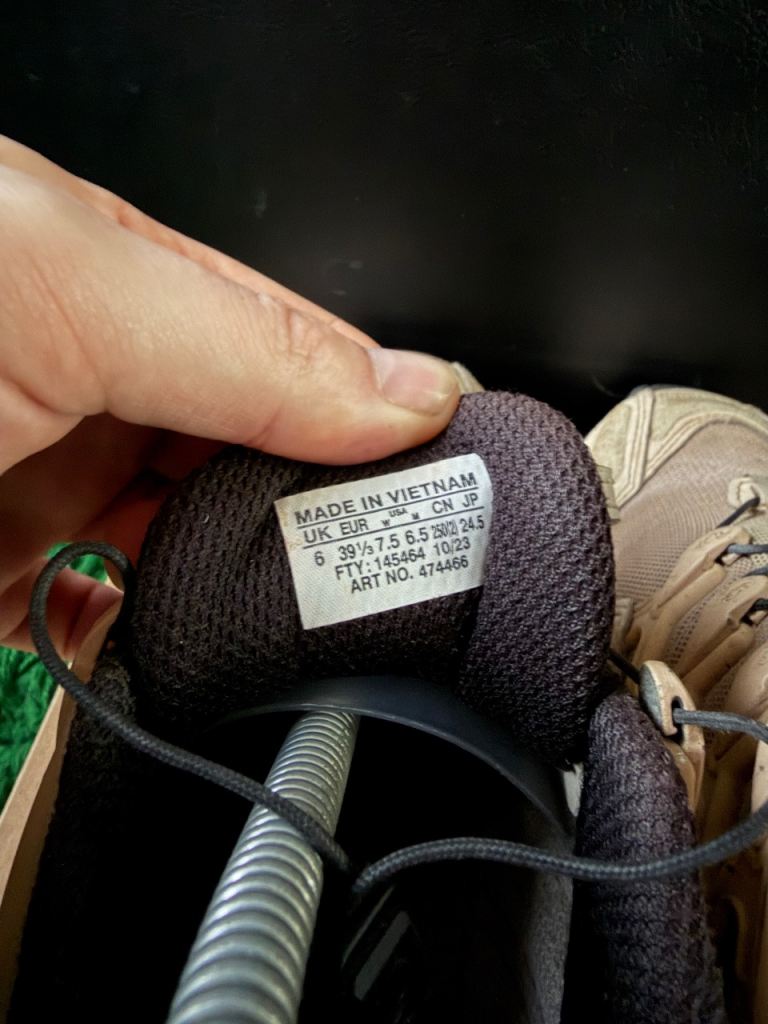 MADE IN VIETNAM
UK EUR W USA M CN JP
6 39⅓ 7.5 6.5 250(2) 24.5
FTY: 145464 10/23
ART NO. 474466